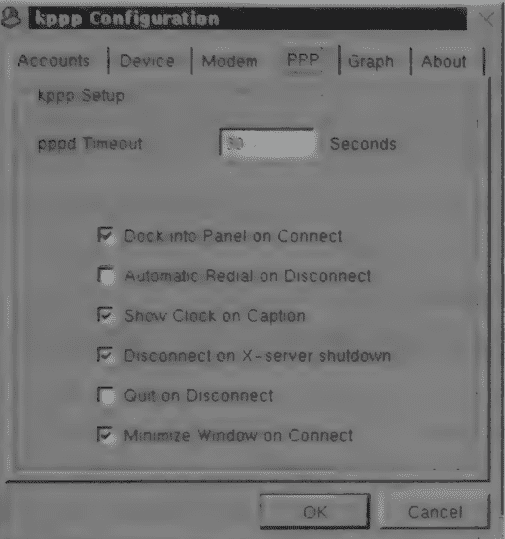 kppp Configuration
Accounts Device Modem PPP Graph About
kppp Setup
pppd Timeout 30 Seconds
Dock into Panel on Connect
Automatic Redial on Disconnect
Show Clock on Caption
Disconnect on X-server shutdown
Quit on Disconnect
Minimize Window on Connect
OK Cancel